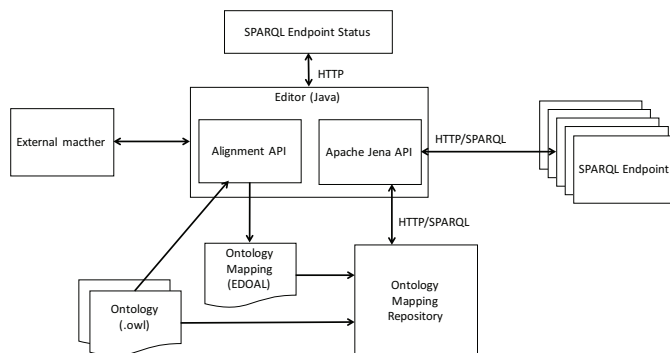 SPARQL Endpoint Status
HTTP
Editor (Java)
External macther
Alignment API
Apache Jena API
HTTP/SPARQL
SPARQL Endpoint
HTTP/SPARQL
Ontology
Mapping
(EDOAL)
Ontology
(.owl)
Ontology
Mapping
Repository